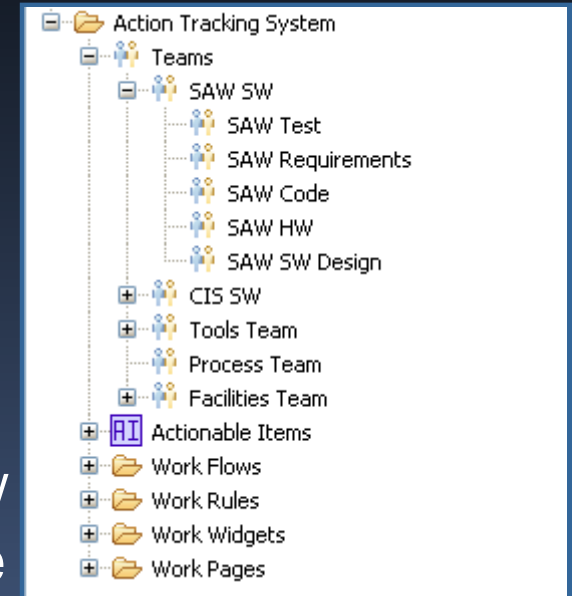 Action Tracking System
Teams
SAW SW
SAW Test
SAW Requirements
SAW Code
SAW HW
SAW SW Design
CIS SW
Tools Team
Process Team
Facilities Team
AI Actionable Items
Work Flows
Work Rules
Work Widgets
Work Pages